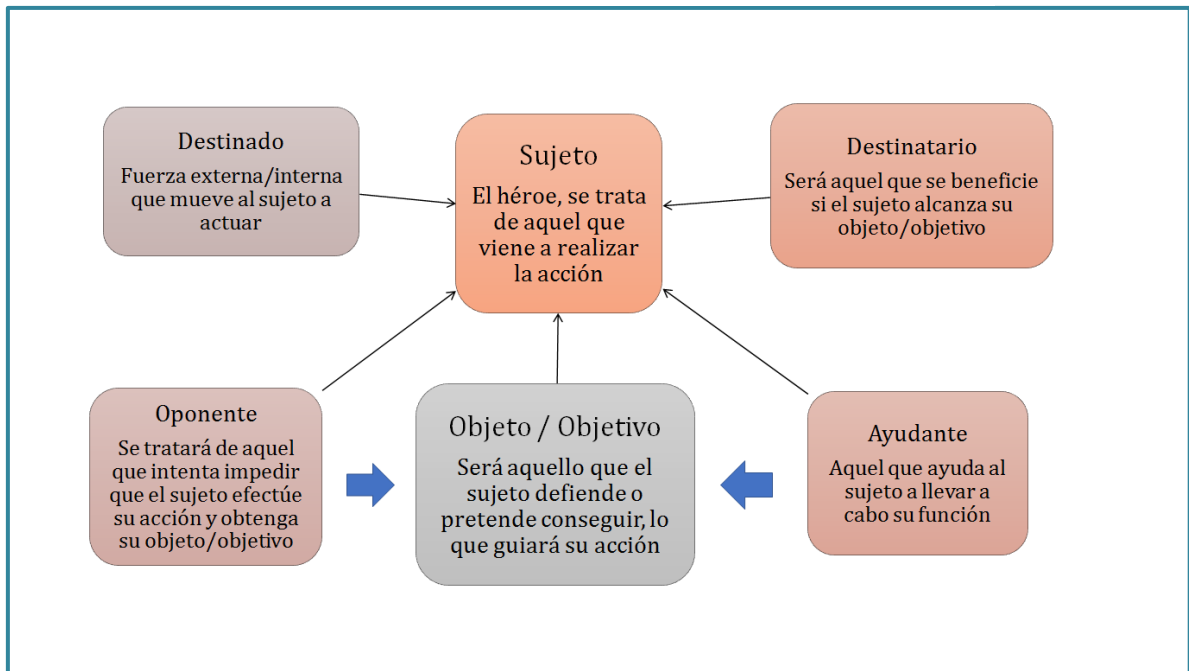 Destinado
Fuerza externa/interna
que mueve al sujeto a
actuar
Sujeto
El héroe, se trata
de aquel que
viene a realizar
la acción
Destinatario
Será aquel que se beneficie
si el sujeto alcanza su
objeto/objetivo
Oponente
Se tratará de aquel
que intenta impedir
que el sujeto efectúe
su acción y obtenga
su objeto/objetivo
Objeto / Objetivo
Será aquello que el
sujeto defiende o
pretende conseguir, lo
que guiará su acción
Ayudante
Aquel que ayuda al
sujeto a llevar a
cabo su función